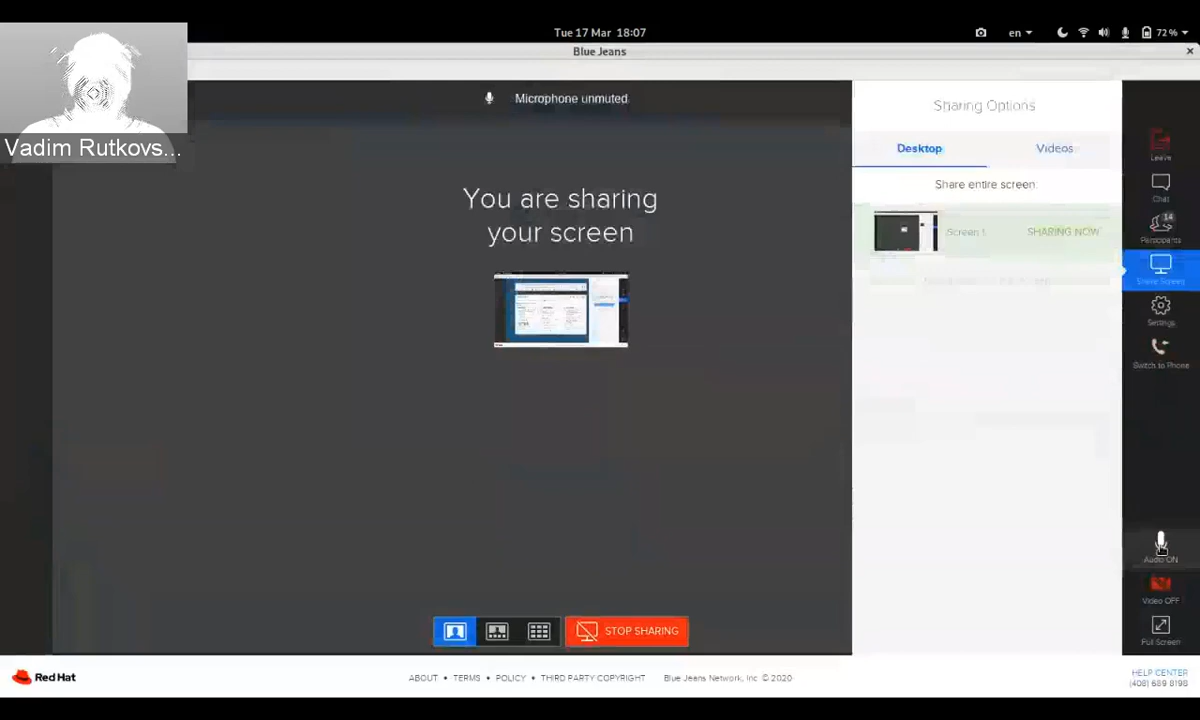 Tue 17 Mar 18:07
en
72%
Blue Jeans
Vadim Rutkovs...
Microphone unmuted
You are sharing
your screen
Sharing Options
Desktop
Videos
Share entire screen
Screen 1
SHARING NOW
Leave
Chat
14
Participants
Share Screen
Settings
Switch to Phone
Audio ON
Video OFF
Full Screen
STOP SHARING
Red Hat
ABOUT • TERMS • POLICY • THIRD PARTY COPYRIGHT Blue Jeans Network, Inc © 2020
HELP CENTER
(408) 689 8198